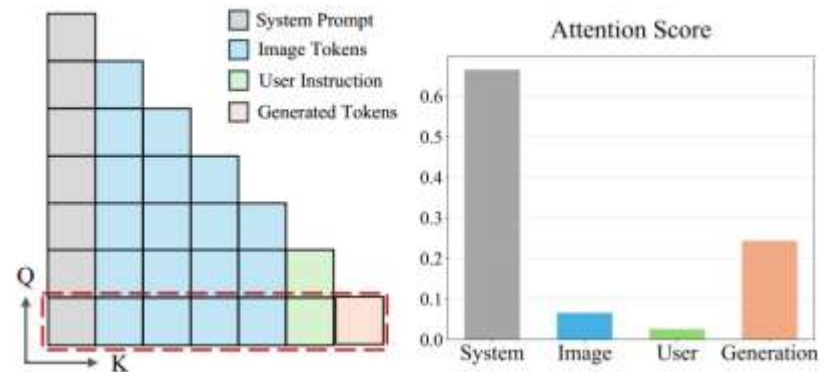 System Prompt
Image Tokens
User Instruction
Generated Tokens
Q
K
Attention Score
0.6
0.5
0.4
0.3
0.2
0.1
0.0
System Image User Generation